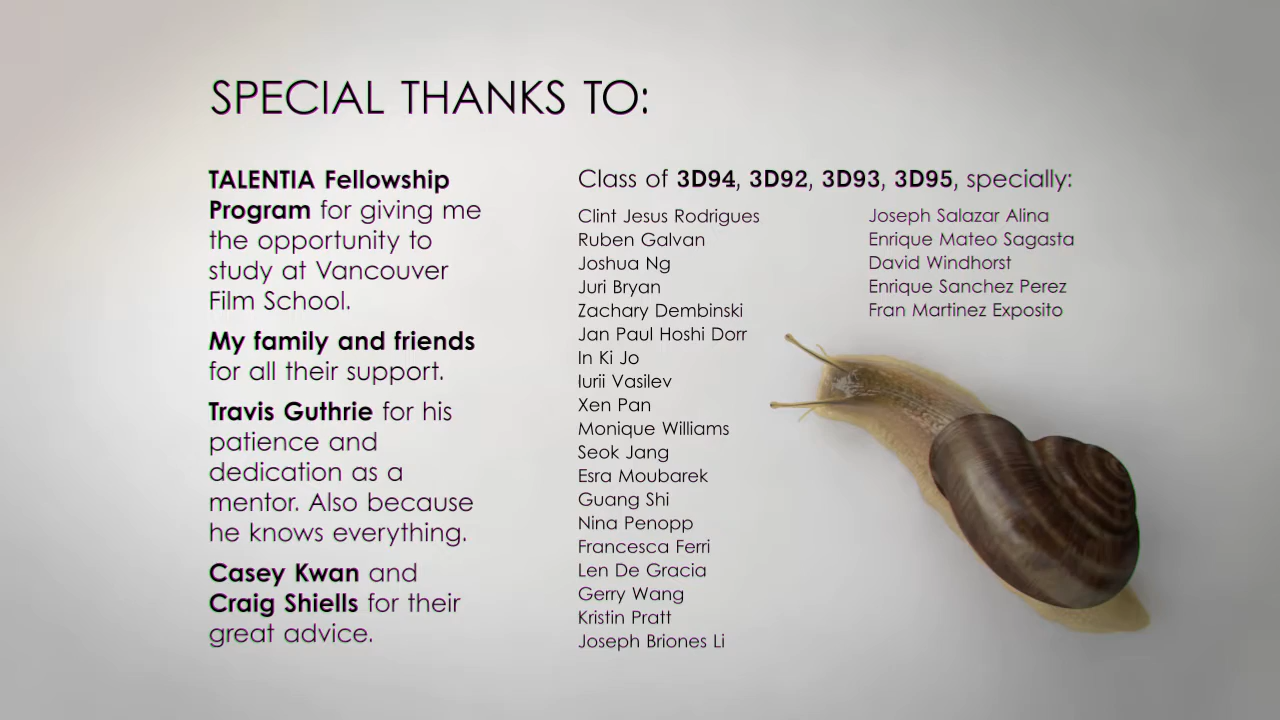 SPECIAL THANKS TO:
TALENTIA Fellowship
Program for giving me
the opportunity to
study at Vancouver
Film School.
My family and friends
for all their support.
Travis Guthrie for his
patience and
dedication as a
mentor. Also because
he knows everything.
Casey Kwan and
Craig Shiells for their
great advice.
Class of 3D94, 3D92, 3D93, 3D95, specially:
Clint Jesus Rodrigues
Ruben Galvan
Joshua Ng
Juri Bryan
Zachary Dembinski
Jan Paul Hoshi Dorr
In Ki Jo
Iurii Vasilev
Xen Pan
Monique Williams
Seok Jang
Esra Moubarek
Guang Shi
Nina Penopp
Francesca Ferri
Len De Gracia
Gerry Wang
Kristin Pratt
Joseph Briones Li
Joseph Salazar Alina
Enrique Mateo Sagasta
David Windhorst
Enrique Sanchez Perez
Fran Martinez Exposito